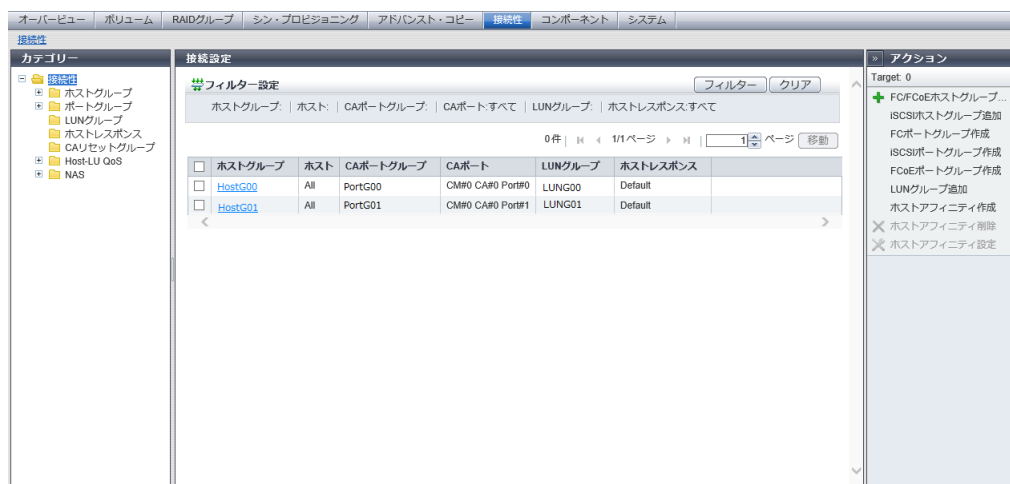 オーバービュー ボリューム RAIDグループ シン・プロビジョニング アドバンスト・コピー 接続性 コンポーネント システム
接続性
カテゴリー
接続性
ホストグループ
ポートグループ
LUNグループ
ホストレスポンス
CAリセットグループ
Host-LU QoS
NAS
接続設定
フィルター設定 フィルター クリア
ホストグループ: | ホスト: | CAポートグループ: | CAポート:すべて | LUNグループ: | ホストレスポンス:すべて
0件 | 1/1ページ | 1 ページ 移動
ホストグループ ホスト CAポートグループ CAポート LUNグループ ホストレスポンス
HostG00 All PortG00 CM#0 CA#0 Port#0 LUNG00 Default
HostG01 All PortG01 CM#0 CA#0 Port#1 LUNG01 Default
» アクション
Target: 0
FC/FCoEホストグループ...
iSCSIホストグループ追加
FCポートグループ作成
iSCSIポートグループ作成
FCoEポートグループ作成
LUNグループ追加
ホストアフィニティ作成
ホストアフィニティ削除
ホストアフィニティ設定